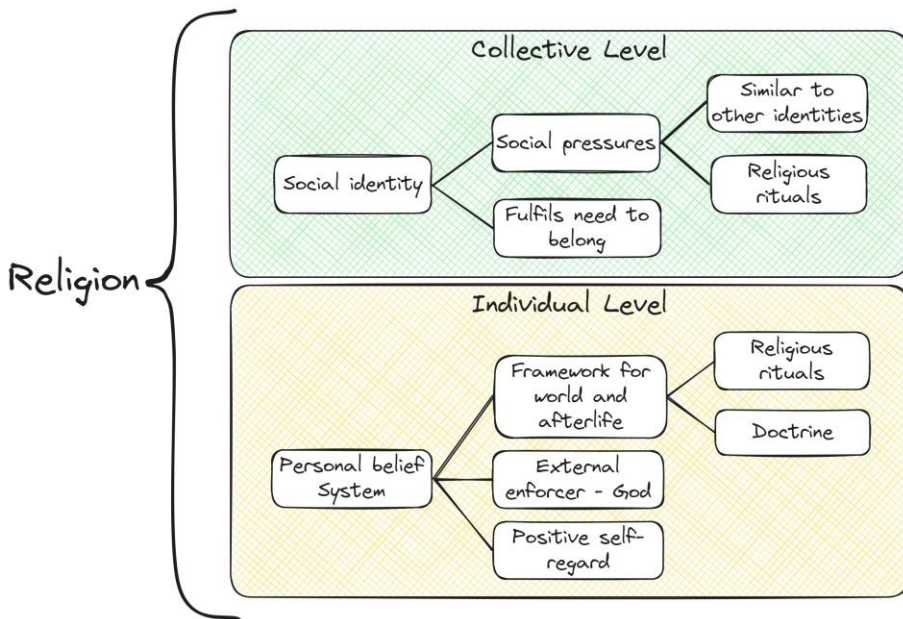 Religion
Collective Level
Social identity
Social pressures
Fulfils need to
belong
Similar to
other identities
Religious
rituals
Individual Level
Personal belief
System
Framework for
world and
afterlife
External
enforcer - God
Positive self-
regard
Religious
rituals
Doctrine